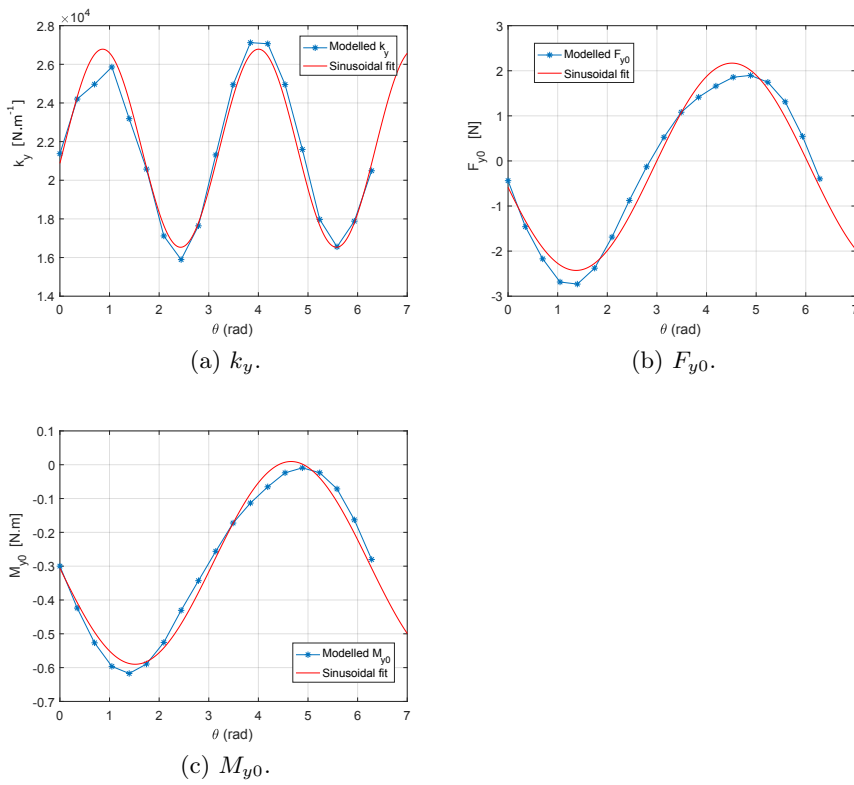 ×10⁴
2.8
2.6
2.4
2.2
2
1.8
1.6
1.4
k_y [N.m⁻¹]
0 1 2 3 4 5 6 7
θ (rad)
Modelled k_y
Sinusoidal fit
(a) k_y.
3
2
1
0
-1
-2
-3
F_y0 [N]
0 1 2 3 4 5 6 7
θ (rad)
Modelled F_y0
Sinusoidal fit
(b) F_y0.
0.1
0
-0.1
-0.2
-0.3
-0.4
-0.5
-0.6
-0.7
M_y0 [N.m]
0 1 2 3 4 5 6 7
θ (rad)
Modelled M_y0
Sinusoidal fit
(c) M_y0.